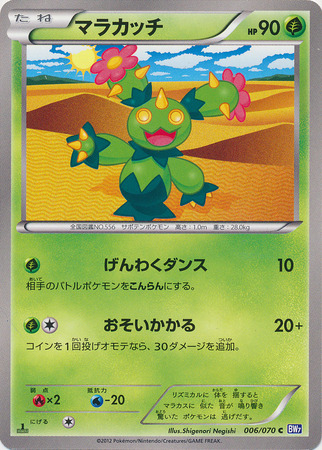 たね
マラカッチ
HP90
全国図鑑NO.556 サボテンポケモン 高さ：1.0m 重さ：28.0kg
げんわくダンス 10
相手のバトルポケモンをこんらんにする。
おそいかかる 20+
コインを1回投げオモテなら、30ダメージを追加。
弱点 抵抗力
×2 -20
リズミカルに 体を 揺すると
マラカスに 似た 音が 鳴り響き
驚いた ポケモンは 逃げだす。
にげる
Illus.Shigenori Negishi
1
©2012 Pokémon/Nintendo/Creatures/GAME FREAK.
BW7 006/070 C